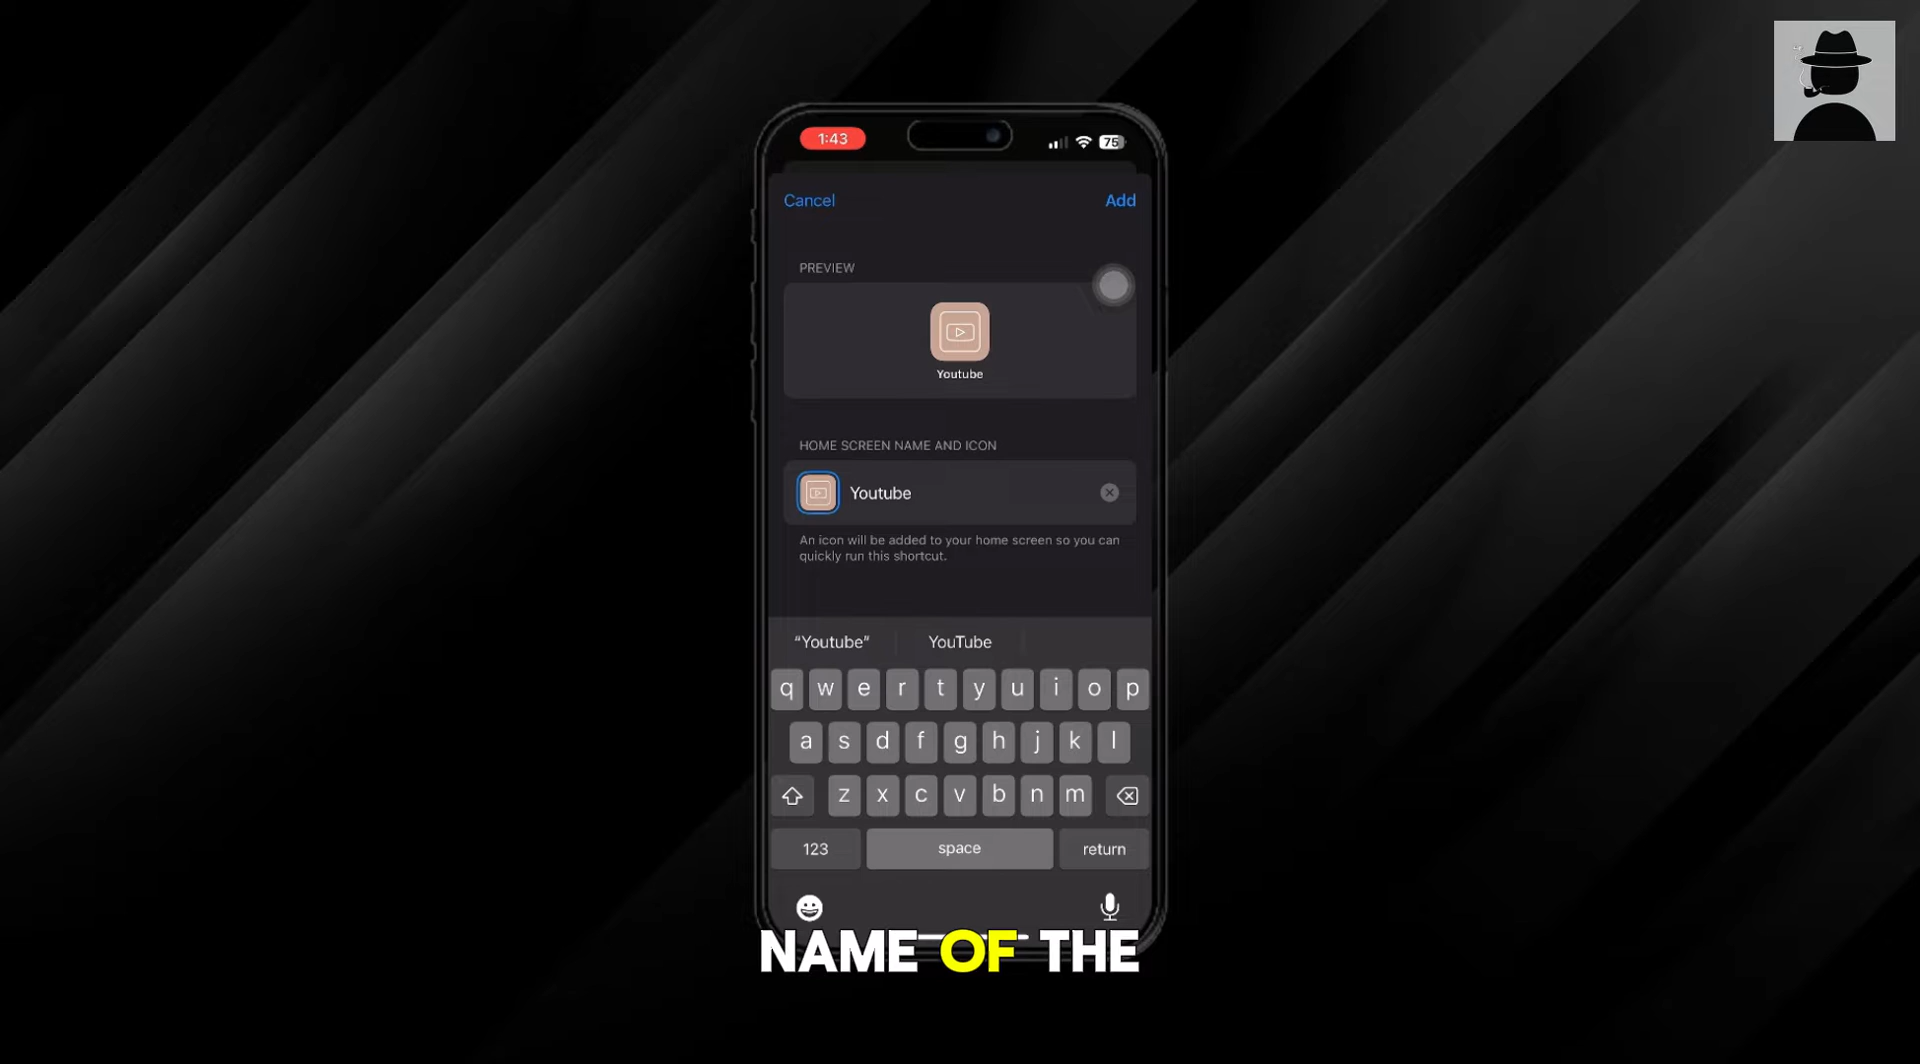 1:43
75
Cancel
Add
PREVIEW
Youtube
HOME SCREEN NAME AND ICON
Youtube
An icon will be added to your home screen so you can
quickly run this shortcut.
“Youtube” YouTube
q w e r t y u i o p
a s d f g h j k l
z x c v b n m
123 space return
NAME OF THE